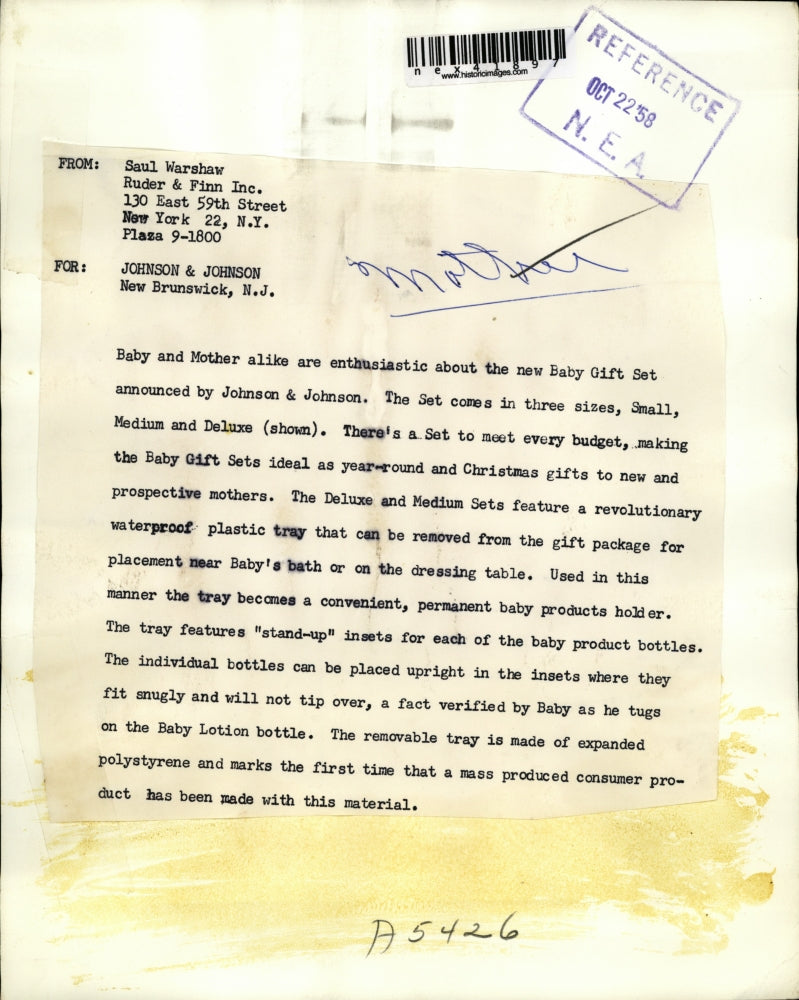 nex41897
www.historicimages.com
REFERENCE
OCT 22 '58
N. E. A.
FROM: Saul Warshaw
Ruder & Finn Inc.
130 East 59th Street
New York 22, N.Y.
Plaza 9-1800
FOR: JOHNSON & JOHNSON
New Brunswick, N.J.
Mother
Baby and Mother alike are enthusiastic about the new Baby Gift Set
announced by Johnson & Johnson. The Set comes in three sizes, Small,
Medium and Deluxe (shown). There's a Set to meet every budget, making
the Baby Gift Sets ideal as year-round and Christmas gifts to new and
prospective mothers. The Deluxe and Medium Sets feature a revolutionary
waterproof plastic tray that can be removed from the gift package for
placement near Baby's bath or on the dressing table. Used in this
manner the tray becomes a convenient, permanent baby products holder.
The tray features "stand-up" insets for each of the baby product bottles.
The individual bottles can be placed upright in the insets where they
fit snugly and will not tip over, a fact verified by Baby as he tugs
on the Baby Lotion bottle. The removable tray is made of expanded
polystyrene and marks the first time that a mass produced consumer pro-
duct has been made with this material.
A5426